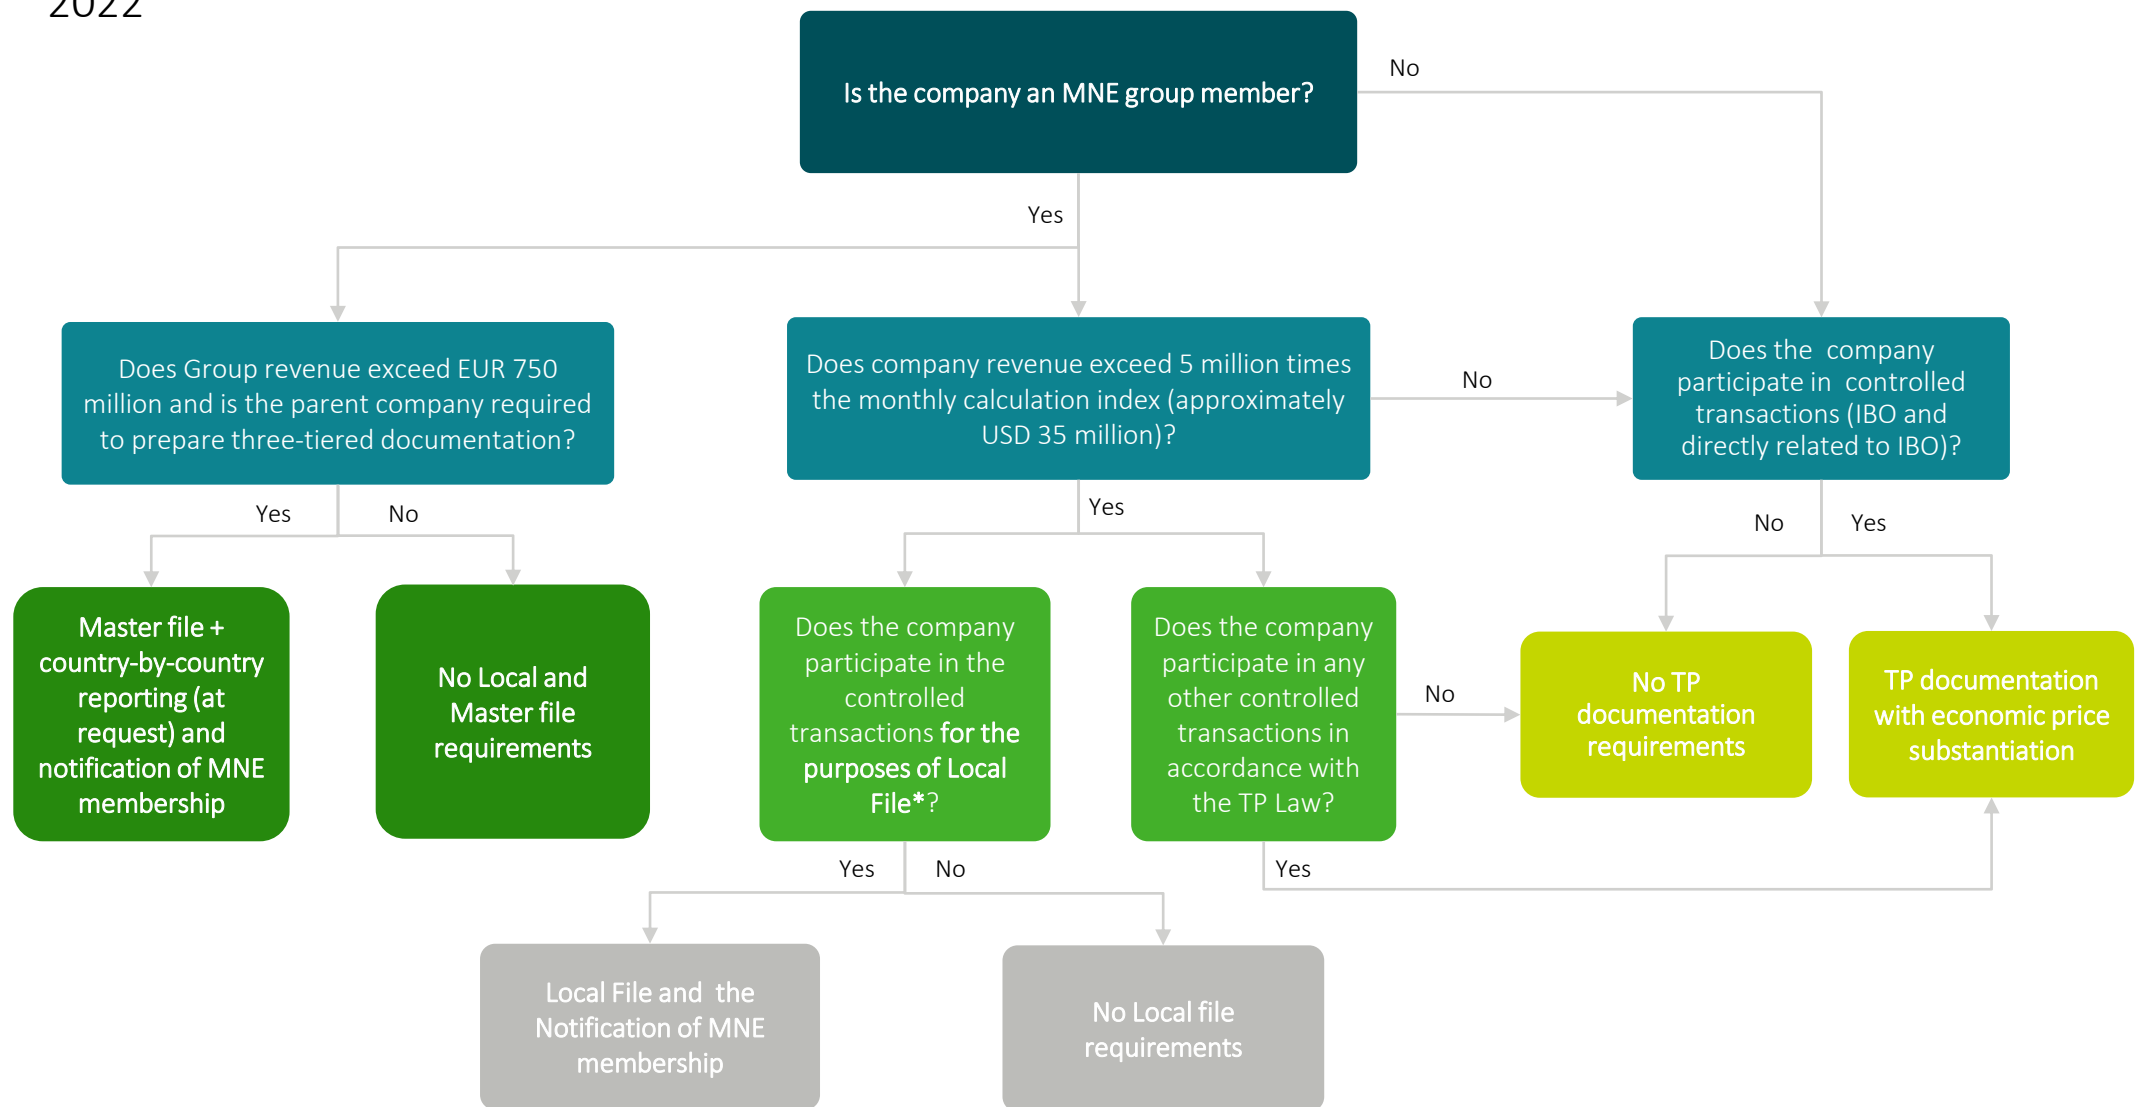 2022
Is the company an MNE group member?
No
Yes
Does Group revenue exceed EUR 750
million and is the parent company required
to prepare three-tiered documentation?
Does company revenue exceed 5 million times
the monthly calculation index (approximately
USD 35 million)?
No
Does the company
participate in controlled
transactions (IBO and
directly related to IBO)?
Yes
No
Yes
No
Yes
Master file +
country-by-country
reporting (at
request) and
notification of MNE
membership
No Local and
Master file
requirements
Does the company
participate in the
controlled
transactions for the
purposes of Local
File*?
Does the company
participate in any
other controlled
transactions in
accordance with
the TP Law?
No
No TP
documentation
requirements
TP documentation
with economic price
substantiation
Yes
No
Yes
Local File and the
Notification of MNE
membership
No Local file
requirements